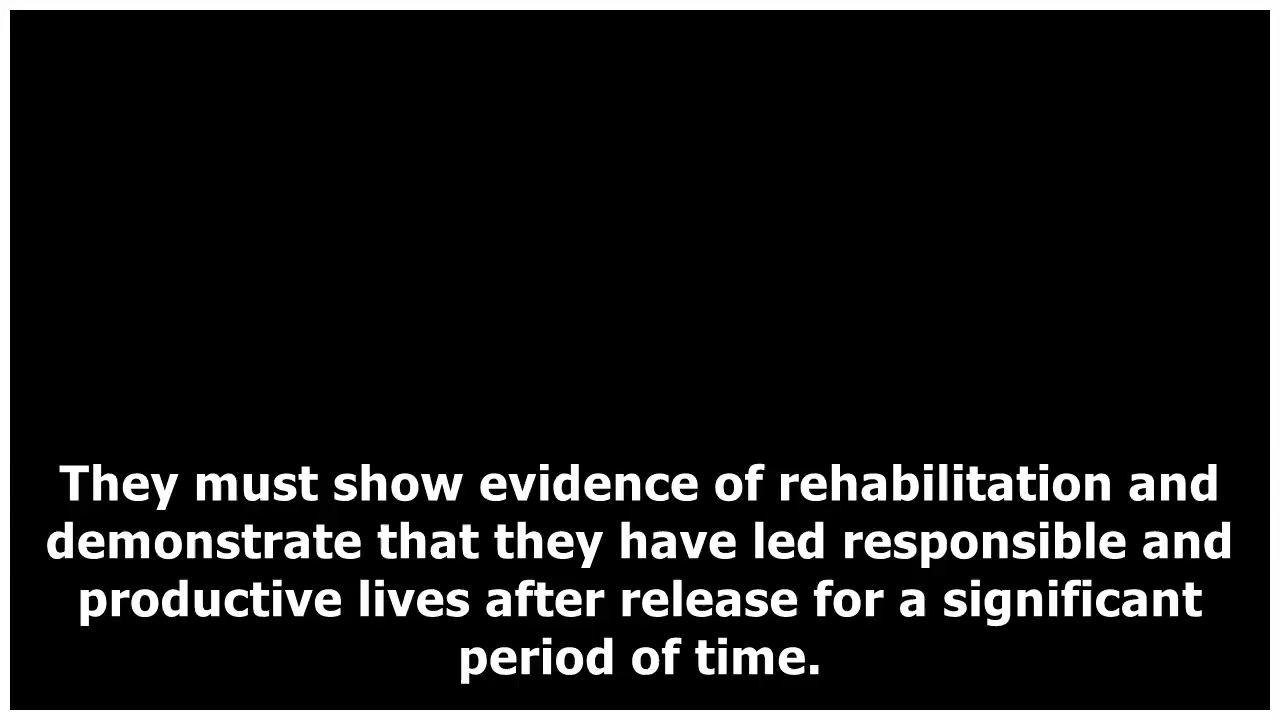 They must show evidence of rehabilitation and
demonstrate that they have led responsible and
productive lives after release for a significant
period of time.